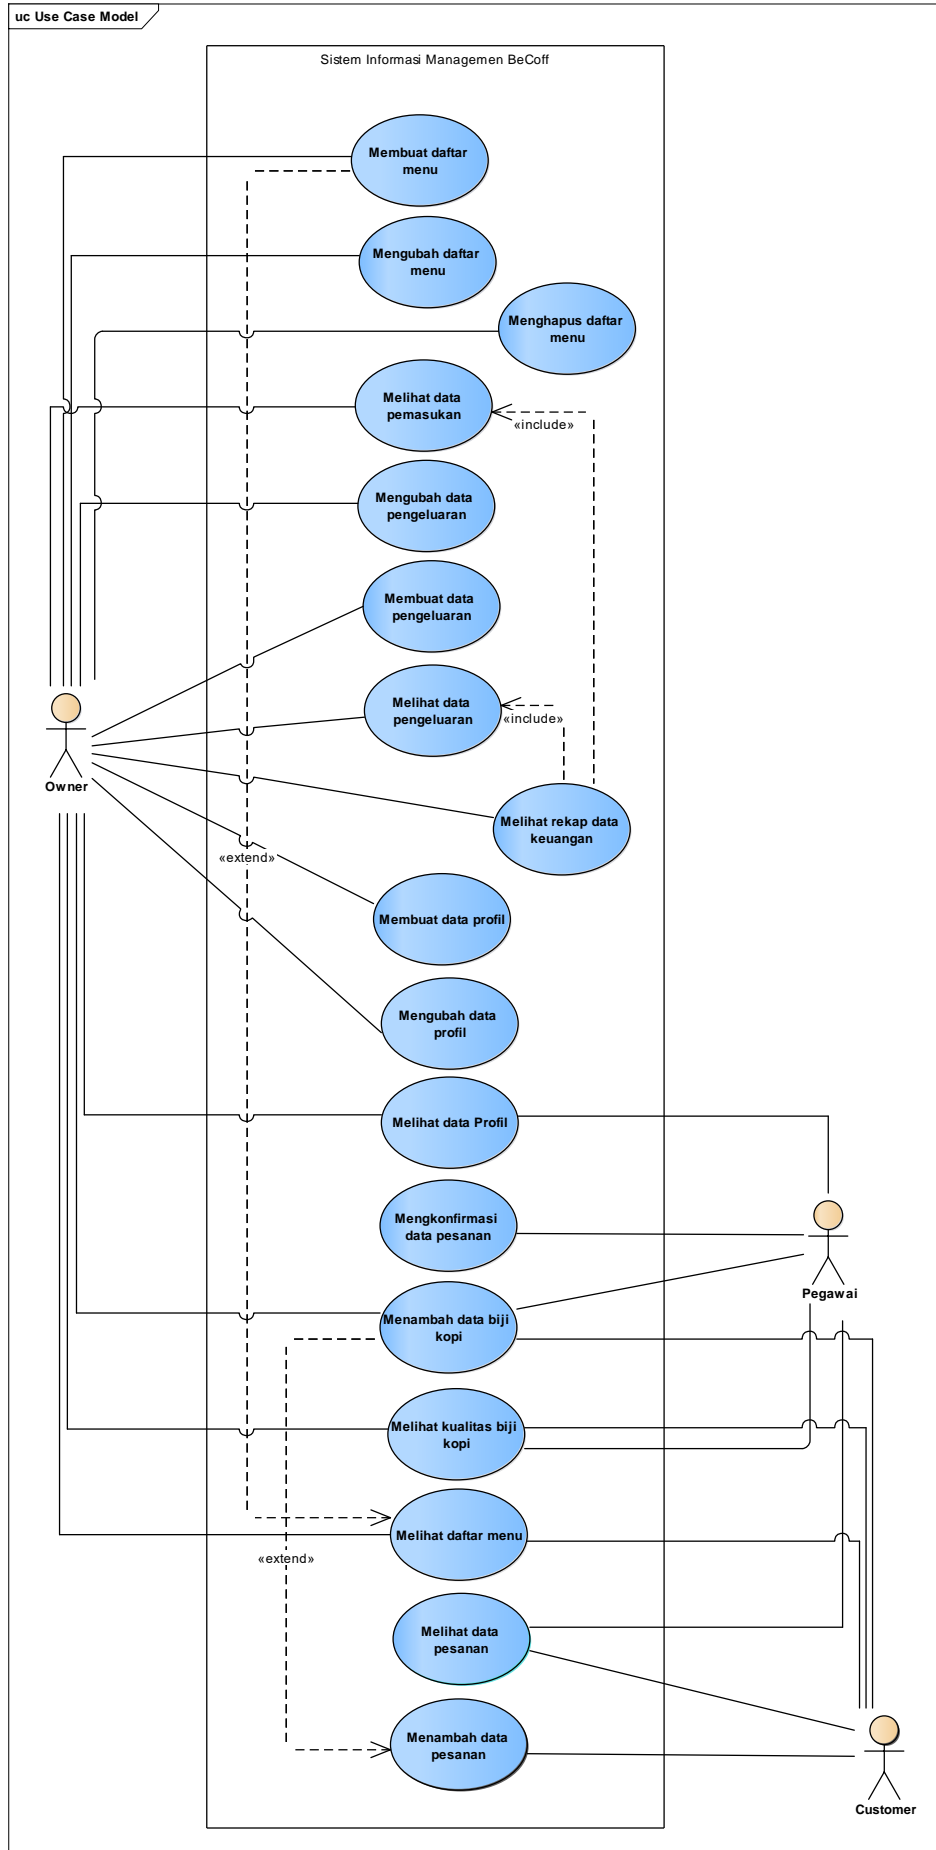 uc Use Case Model
Sistem Informasi Managemen BeCoff
Membuat daftar
menu
Mengubah daftar
menu
Menghapus daftar
menu
Melihat data
pemasukan
«include»
Mengubah data
pengeluaran
Membuat data
pengeluaran
Melihat data
pengeluaran
«include»
Owner
Melihat rekap data
keuangan
«extend»
Membuat data profil
Mengubah data
profil
Melihat data Profil
Mengkonfirmasi
data pesanan
Pegawai
Menambah data biji
kopi
Melihat kualitas biji
kopi
Melihat daftar menu
«extend»
Melihat data
pesanan
Menambah data
pesanan
Customer